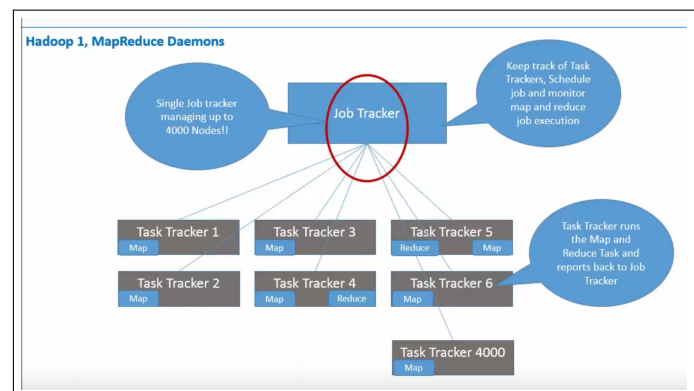 Hadoop 1, MapReduce Daemons
Single Job tracker
managing up to
4000 Nodes!!
Job Tracker
Keep track of Task
Trackers, Schedule
job and monitor
map and reduce
job execution
Task Tracker 1
Map
Task Tracker 3
Map
Task Tracker 5
Reduce Map
Task Tracker 2
Map
Task Tracker 4
Map Reduce
Task Tracker 6
Map
Task Tracker runs
the Map and
Reduce Task and
reports back to Job
Tracker
Task Tracker 4000
Map